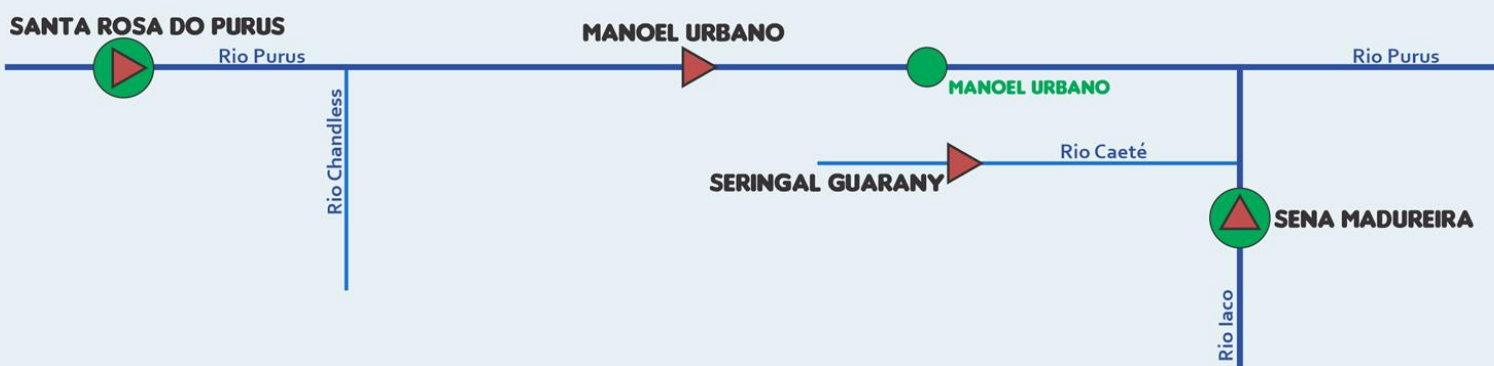 SANTA ROSA DO PURUS
Rio Purus
MANOEL URBANO
Rio Purus
MANOEL URBANO
Rio Chandless
Rio Caeté
SERINGAL GUARANY
SENA MADUREIRA
Rio Iaco